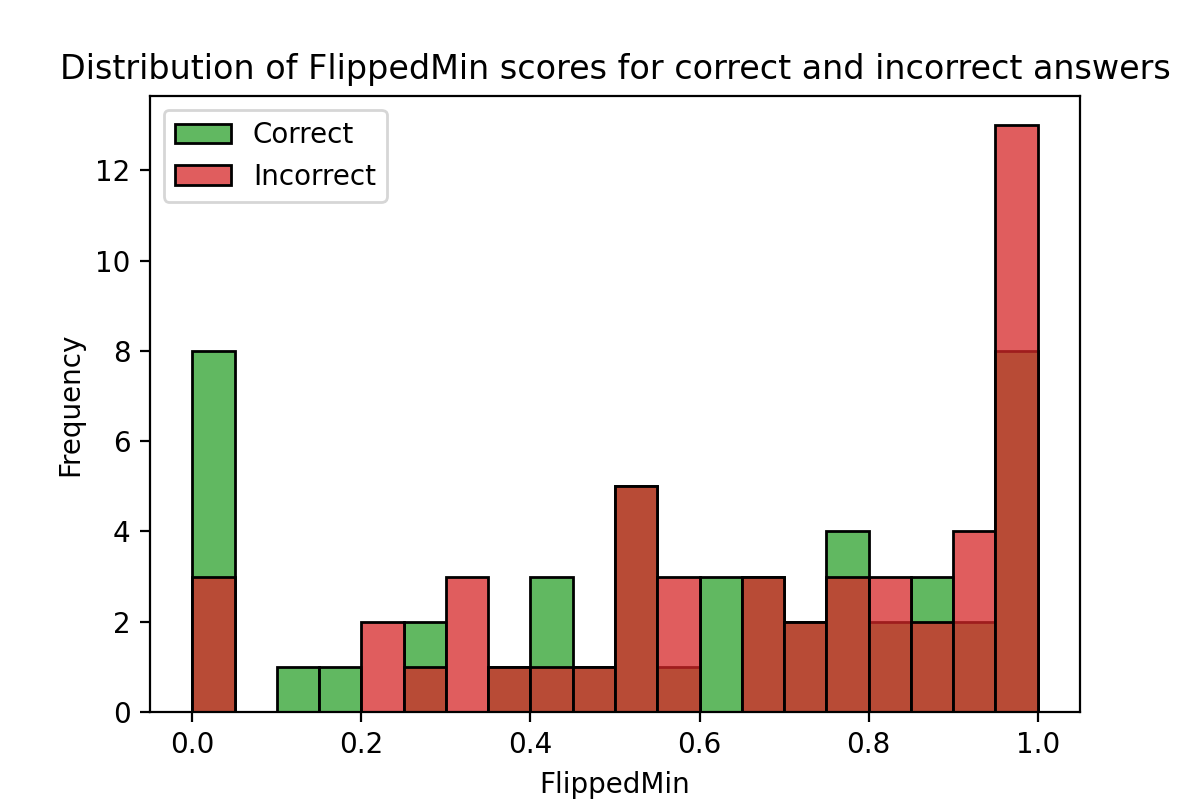 Distribution of FlippedMin scores for correct and incorrect answers
Correct
Incorrect
12
10
8
6
4
2
0
Frequency
0.0 0.2 0.4 0.6 0.8 1.0
FlippedMin